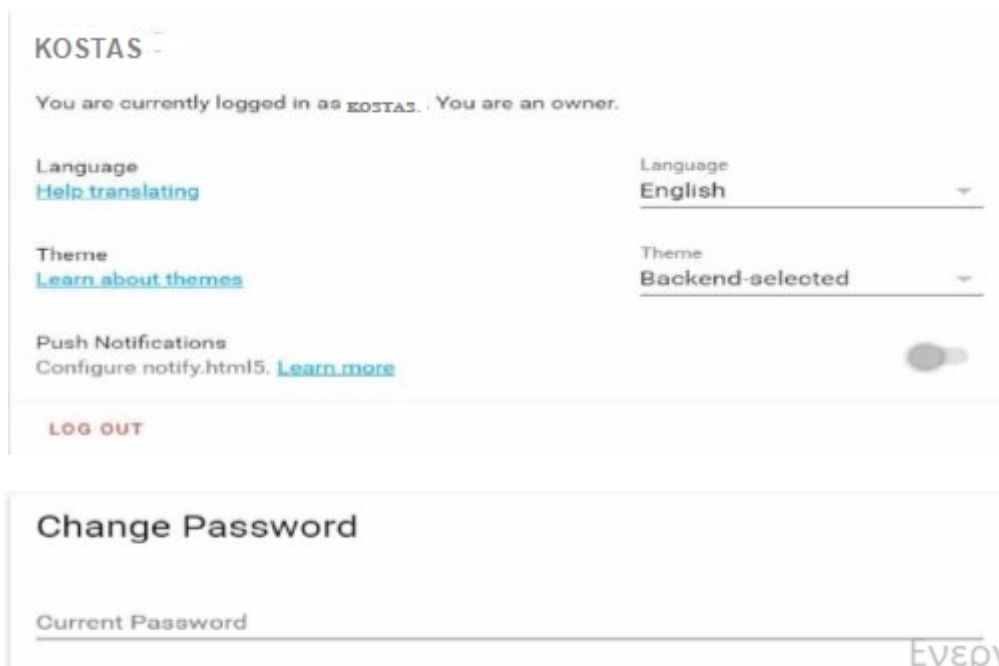 KOSTAS
You are currently logged in as KOSTAS. You are an owner.
Language
Help translating
Language
English
Theme
Learn about themes
Theme
Backend-selected
Push Notifications
Configure notify.html5. Learn more
LOG OUT
Change Password
Current Password